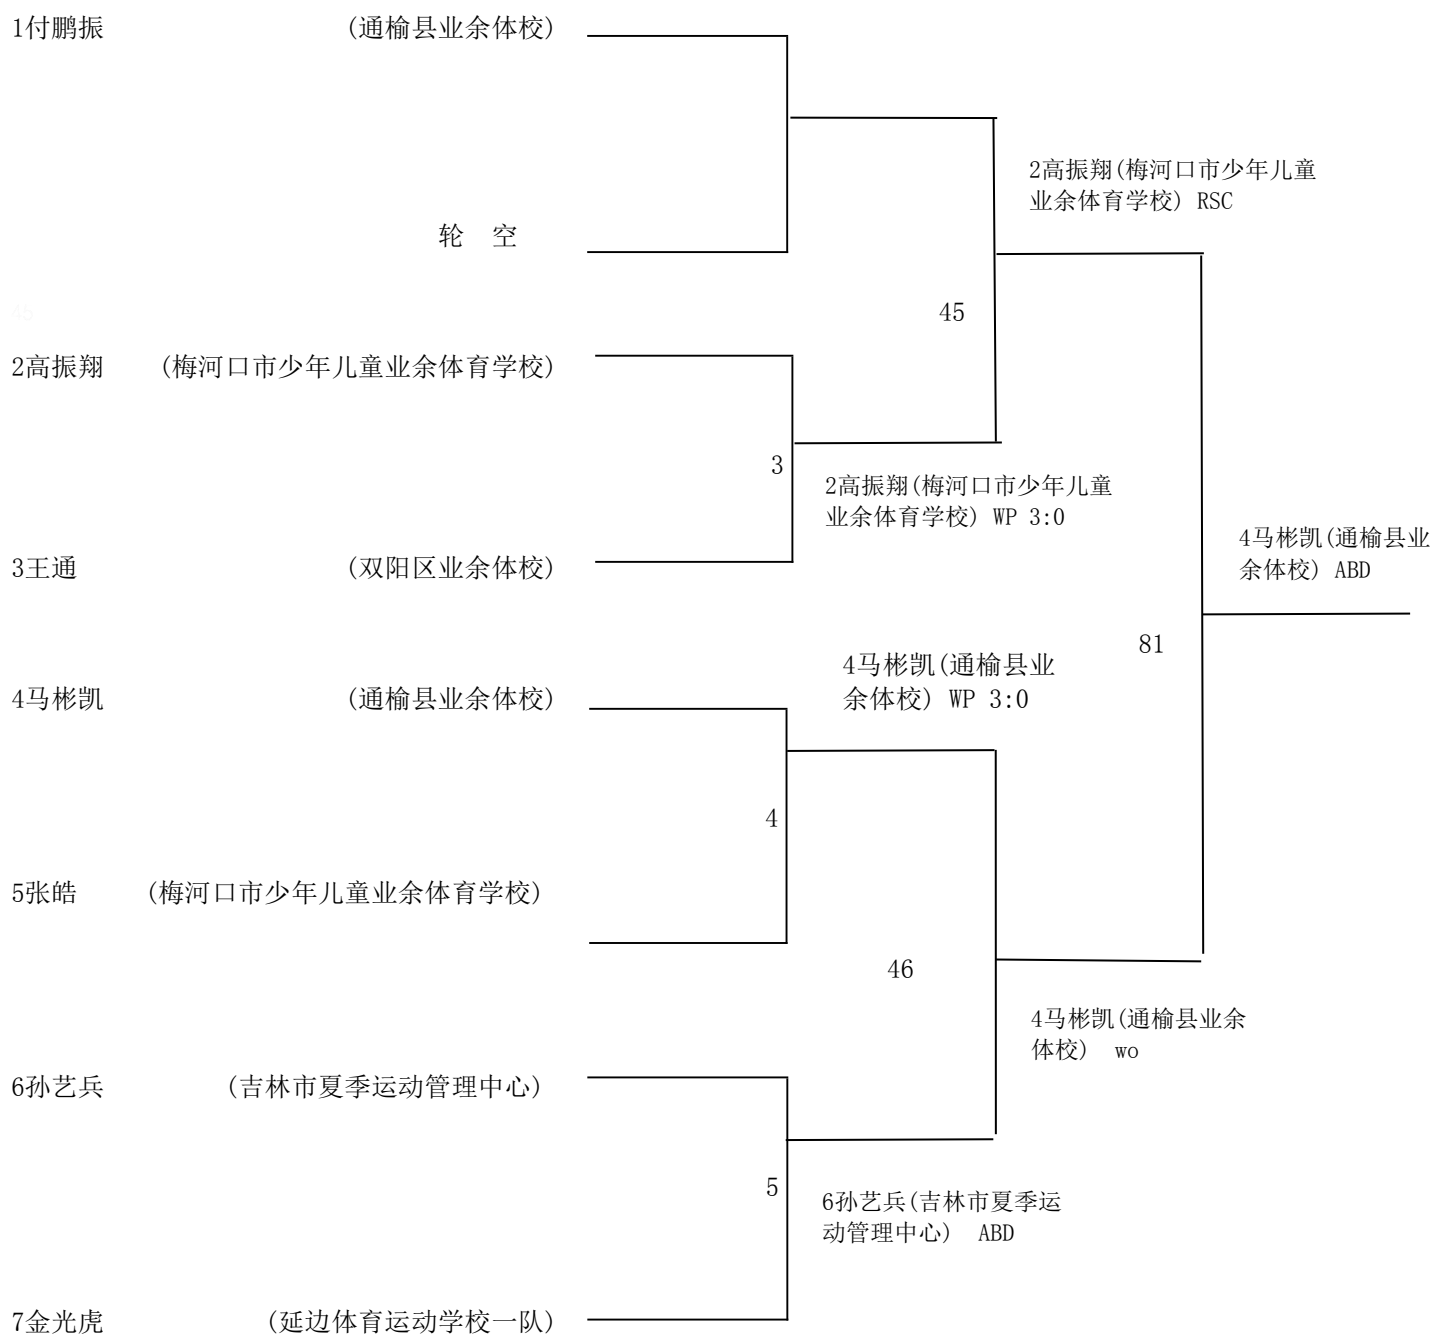 1付鹏振 (通榆县业余体校)
轮 空
45
2高振翔 (梅河口市少年儿童业余体育学校)
3王通 (双阳区业余体校)
4马彬凯 (通榆县业余体校)
5张皓 (梅河口市少年儿童业余体育学校)
6孙艺兵 (吉林市夏季运动管理中心)
7金光虎 (延边体育运动学校一队)
3
4
5
2高振翔(梅河口市少年儿童
业余体育学校) WP 3:0
4马彬凯(通榆县业
余体校) WP 3:0
6孙艺兵(吉林市夏季运
动管理中心) ABD
45
46
2高振翔(梅河口市少年儿童
业余体育学校) RSC
4马彬凯(通榆县业余
体校) wo
81
4马彬凯(通榆县业
余体校) ABD